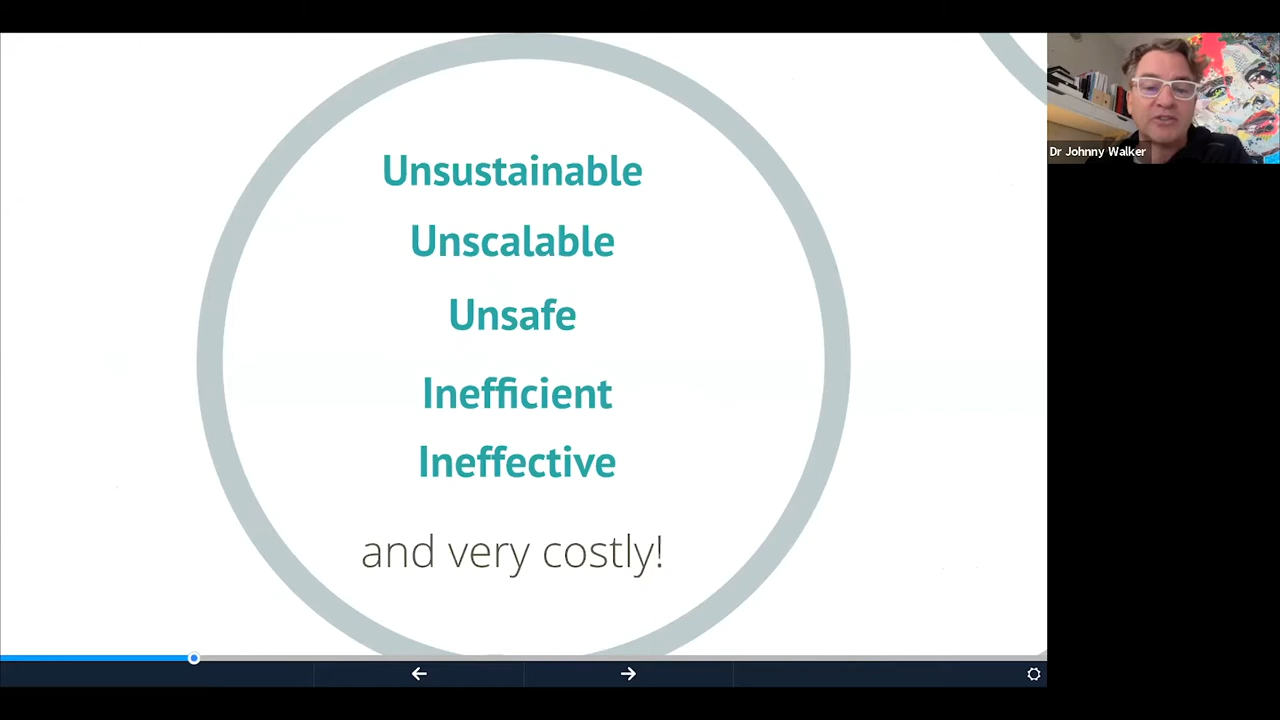 Unsustainable
Unscalable
Unsafe
Inefficient
Ineffective
and very costly!
Dr Johnny Walker